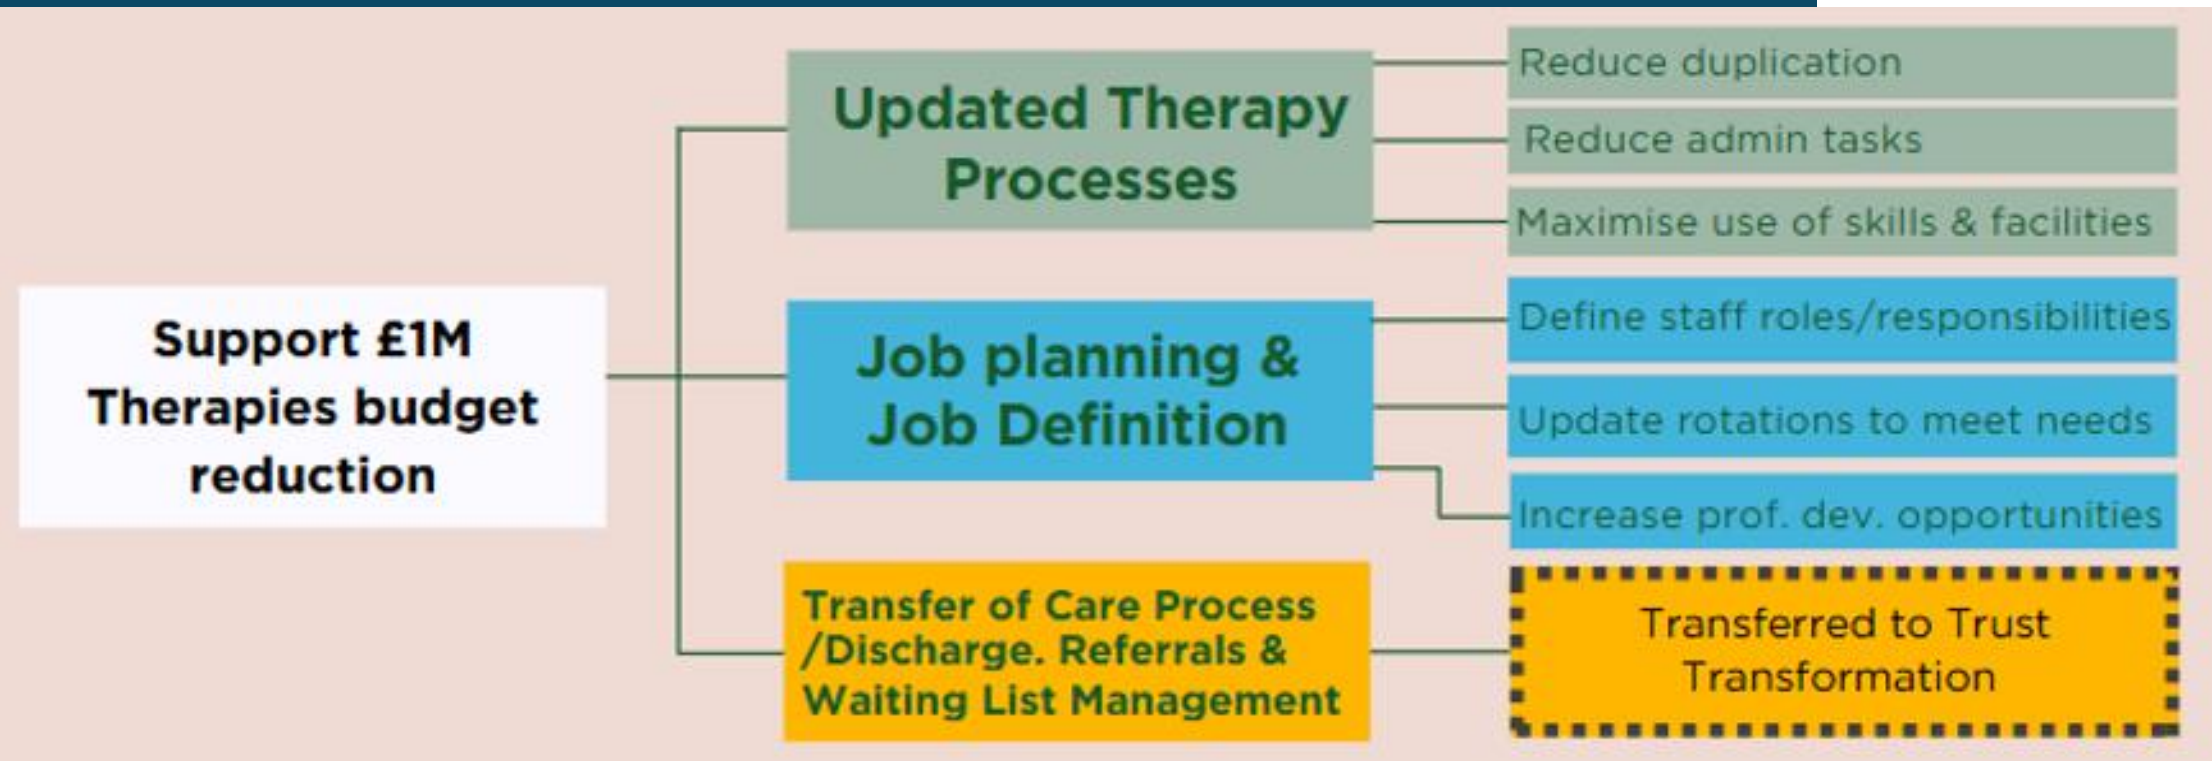 Support £1M
Therapies budget
reduction
Updated Therapy
Processes
Reduce duplication
Reduce admin tasks
Maximise use of skills & facilities
Job planning &
Job Definition
Define staff roles/responsibilities
Update rotations to meet needs
Increase prof. dev. opportunities
Transfer of Care Process
/Discharge. Referrals &
Waiting List Management
Transferred to Trust
Transformation